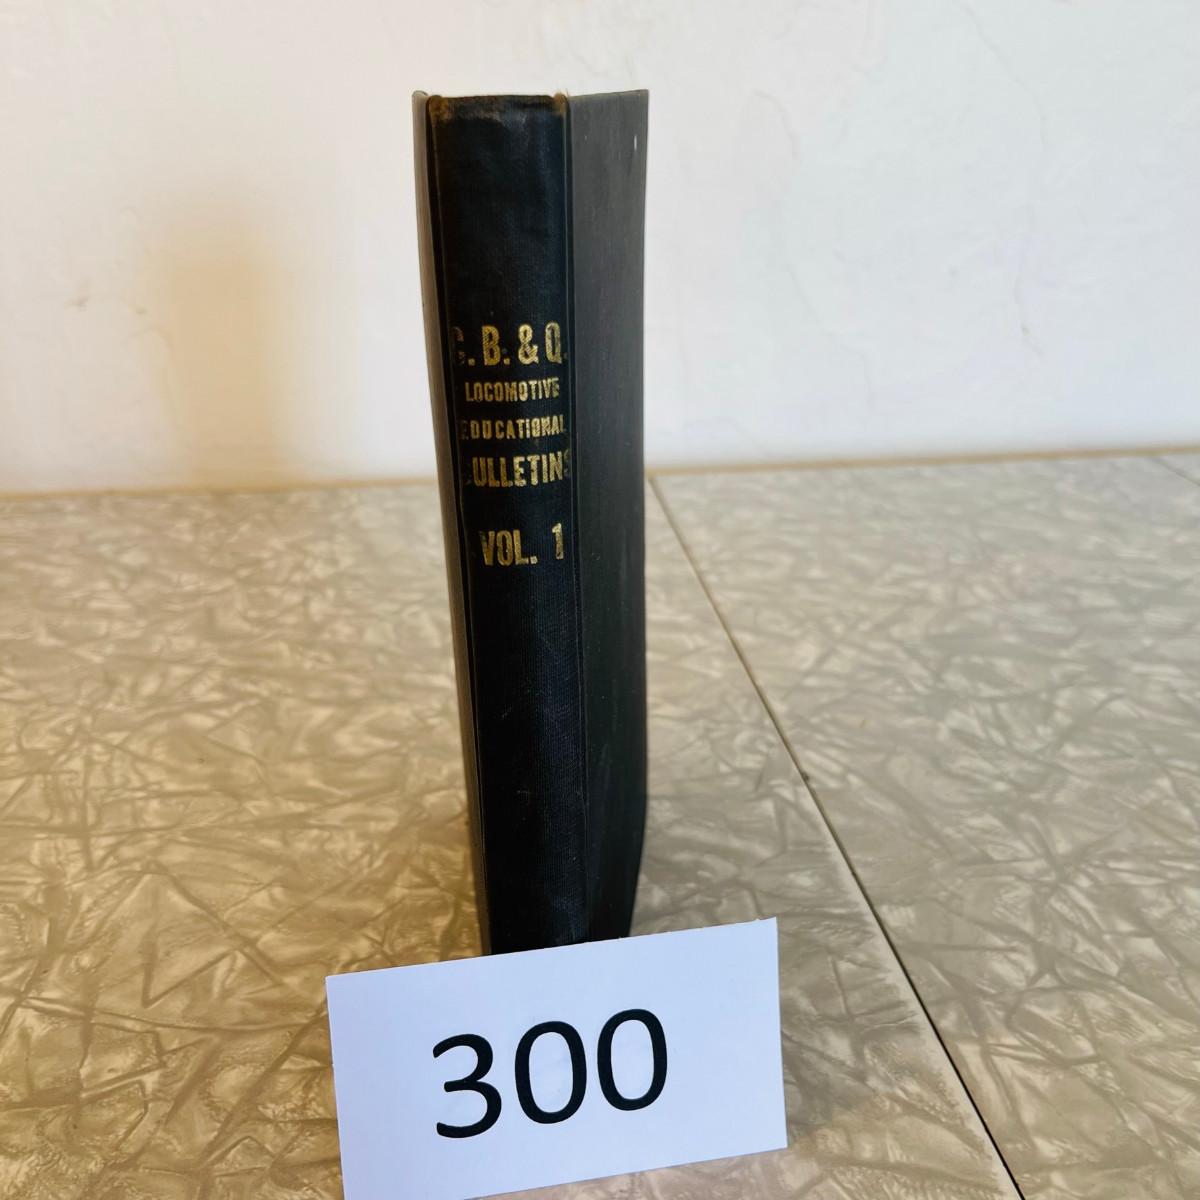 C. B. & Q.
LOCOMOTIVE
EDUCATIONAL
BULLETINS
VOL. 1
300